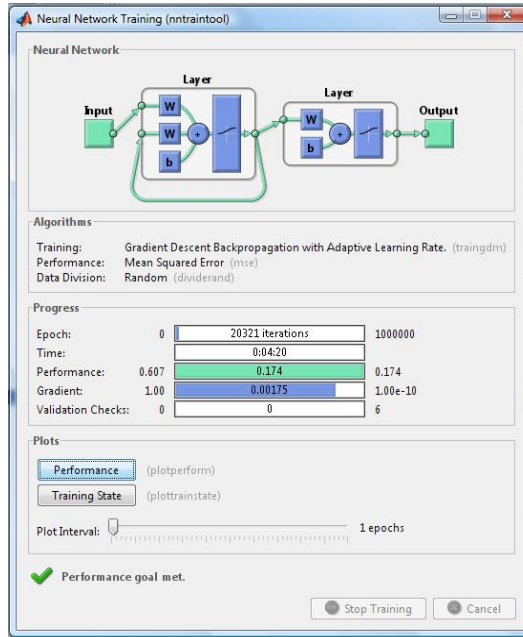 Neural Network Training (nntraintool)
Neural Network
Layer
Layer
Input
W
W
b
+
W
b
+
Output
Algorithms
Training: Gradient Descent Backpropagation with Adaptive Learning Rate. (traingdm)
Performance: Mean Squared Error (mse)
Data Division: Random (dividerand)
Progress
Epoch: 0 20321 iterations 1000000
Time: 0:04:20
Performance: 0.607 0.174 0.174
Gradient: 1.00 0.00175 1.00e-10
Validation Checks: 0 0 6
Plots
Performance (plotperform)
Training State (plottrainstate)
Plot Interval: 1 epochs
Performance goal met.
Stop Training Cancel